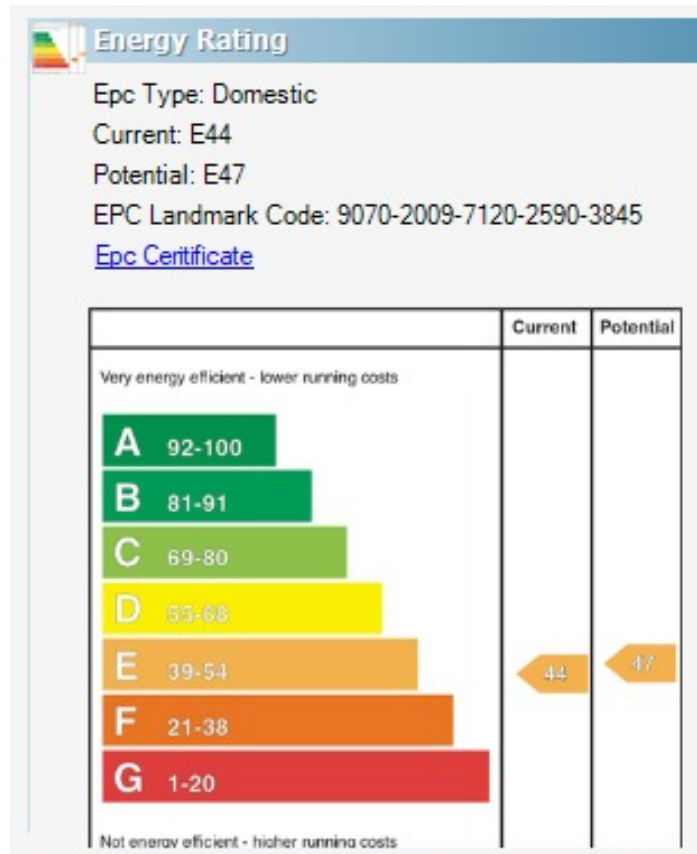 Energy Rating
Epc Type: Domestic
Current: E44
Potential: E47
EPC Landmark Code: 9070-2009-7120-2590-3845
Epc Ceritificate
Current Potential
Very energy efficient - lower running costs
A 92-100
B 81-91
C 69-80
D 55-68
E 39-54 44 47
F 21-38
G 1-20
Not energy efficient - higher running costs